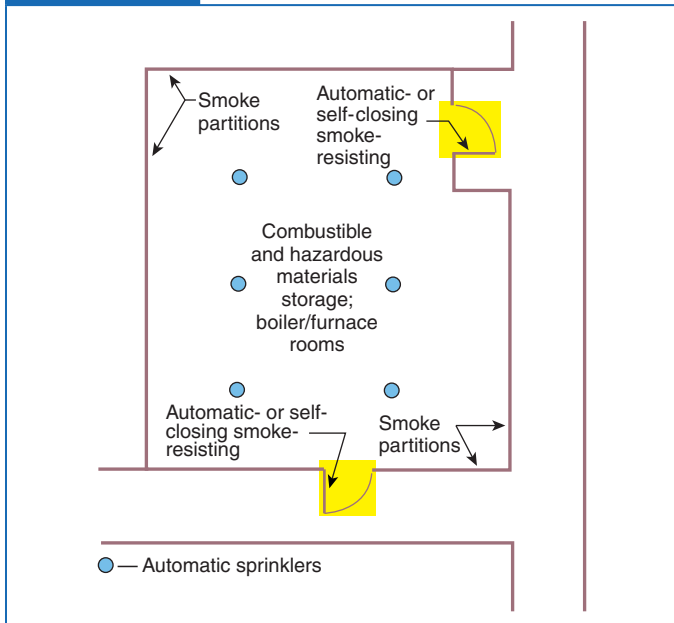 Smoke
partitions
Automatic- or
self-closing
smoke-
resisting
Combustible
and hazardous
materials
storage;
boiler/furnace
rooms
Automatic- or self-
closing smoke-
resisting
Smoke
partitions
— Automatic sprinklers